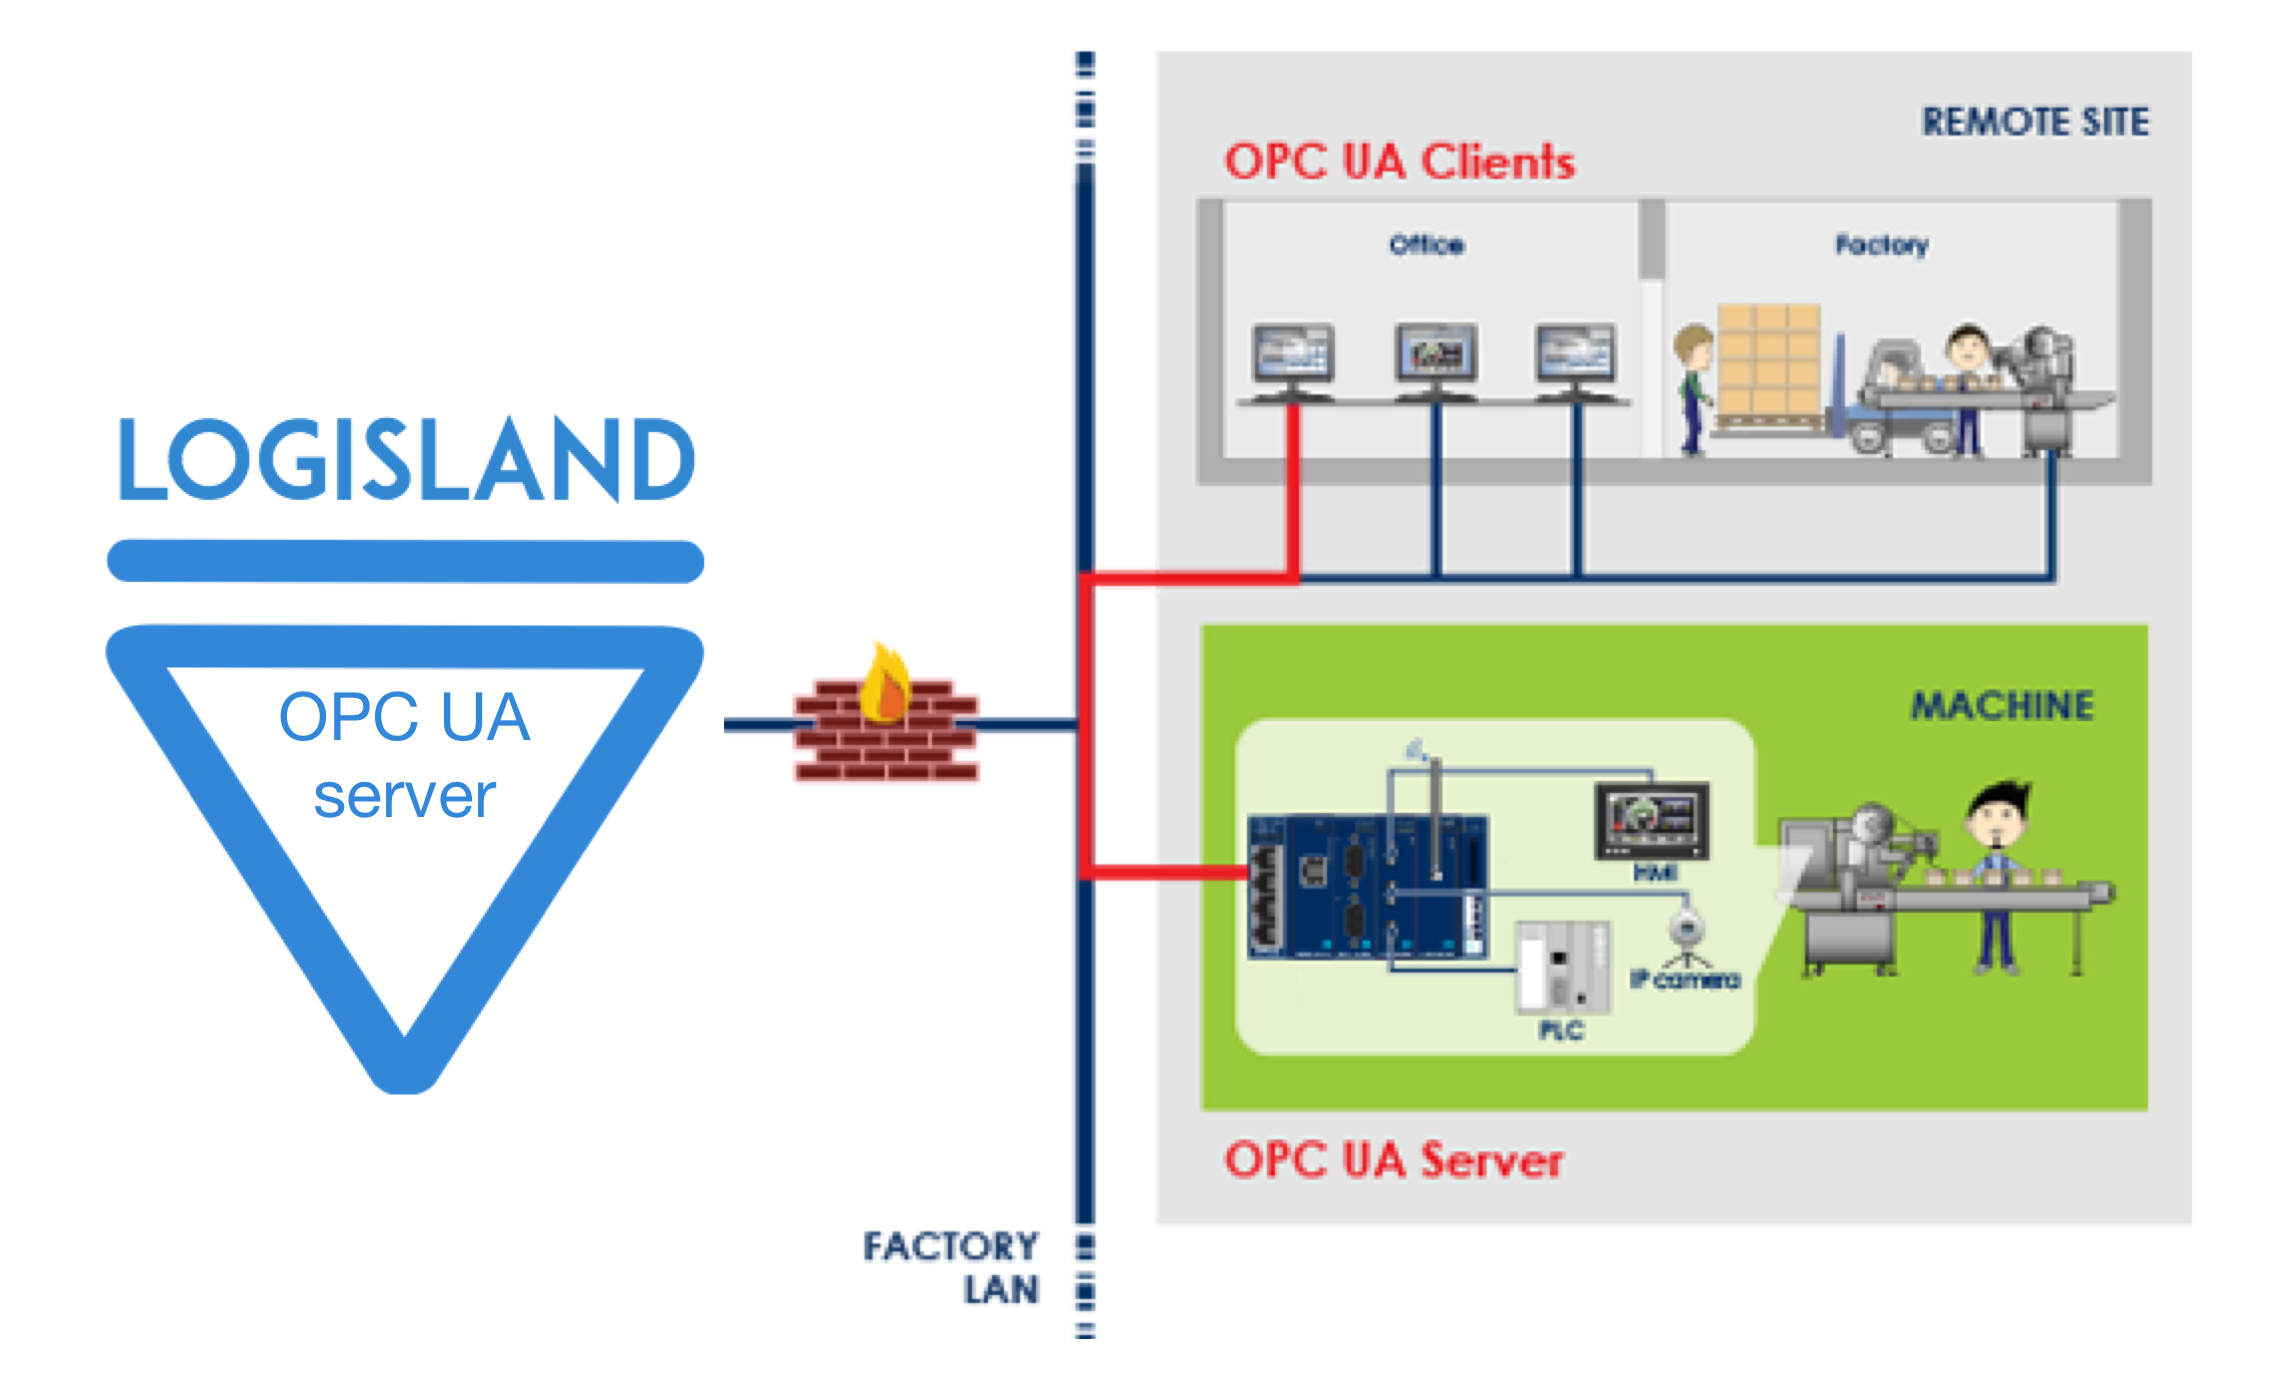 LOGISLAND
OPC UA
server
FACTORY
LAN
REMOTE SITE
OPC UA Clients
Office
Factory
MACHINE
HMI
IP camera
PLC
OPC UA Server